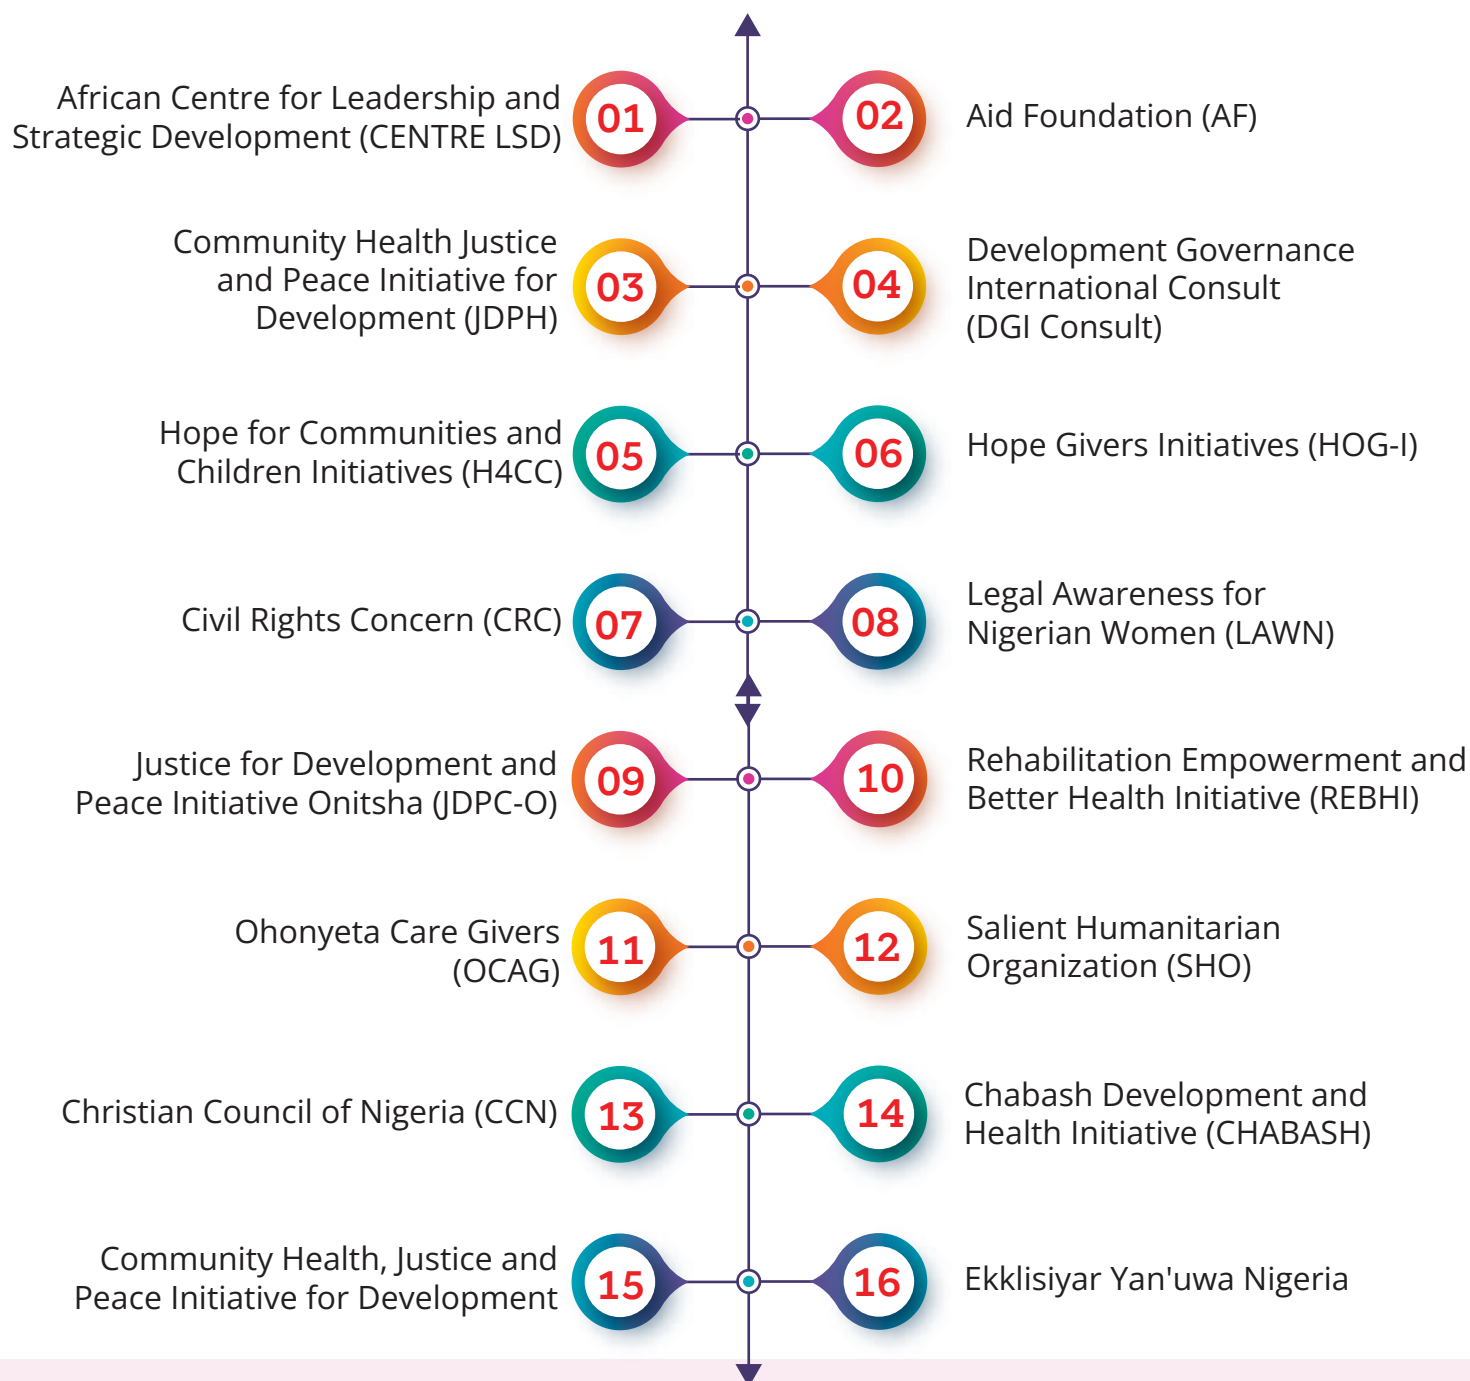 African Centre for Leadership and
Strategic Development (CENTRE LSD)
01
02
Aid Foundation (AF)
Community Health Justice
and Peace Initiative for
Development (JDPH)
03
04
Development Governance
International Consult
(DGI Consult)
Hope for Communities and
Children Initiatives (H4CC)
05
06
Hope Givers Initiatives (HOG-I)
Civil Rights Concern (CRC)
07
08
Legal Awareness for
Nigerian Women (LAWN)
Justice for Development and
Peace Initiative Onitsha (JDPC-O)
09
10
Rehabilitation Empowerment and
Better Health Initiative (REBHI)
Ohonyeta Care Givers
(OCAG)
11
12
Salient Humanitarian
Organization (SHO)
Christian Council of Nigeria (CCN)
13
14
Chabash Development and
Health Initiative (CHABASH)
Community Health, Justice and
Peace Initiative for Development
15
16
Ekklisiyar Yan'uwa Nigeria